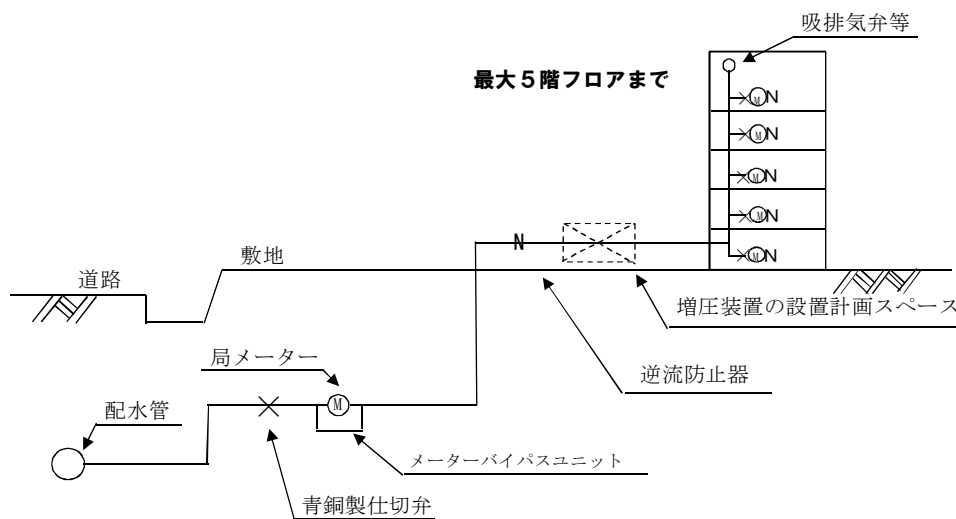 吸排気弁等
最大5階フロアまで
M N
M N
M N
M N
M N
N
敷地
道路
増圧装置の設置計画スペース
局メーター
逆流防止器
M
配水管
メーターバイパスユニット
青銅製仕切弁